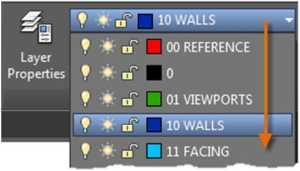 10 WALLS
Layer
Properties
00 REFERENCE
0
01 VIEWPORTS
10 WALLS
11 FACING